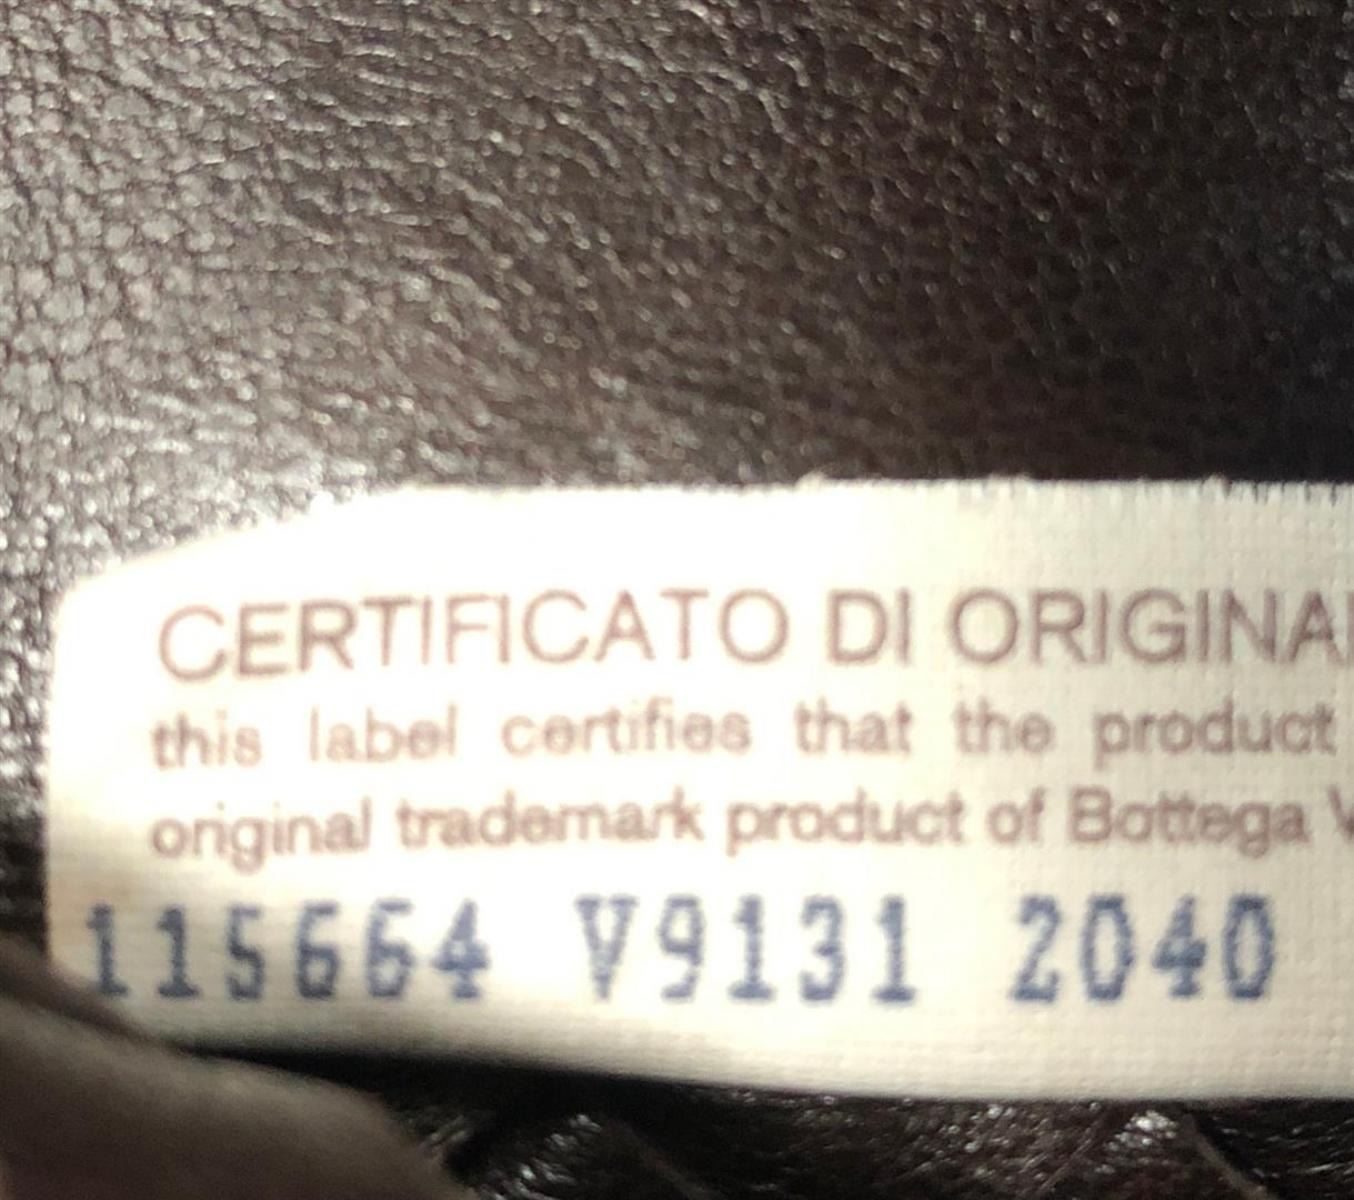 CERTIFICATO DI ORIGINA
this label certifies that the product
original trademark product of Bottega V
115664 V9131 2040